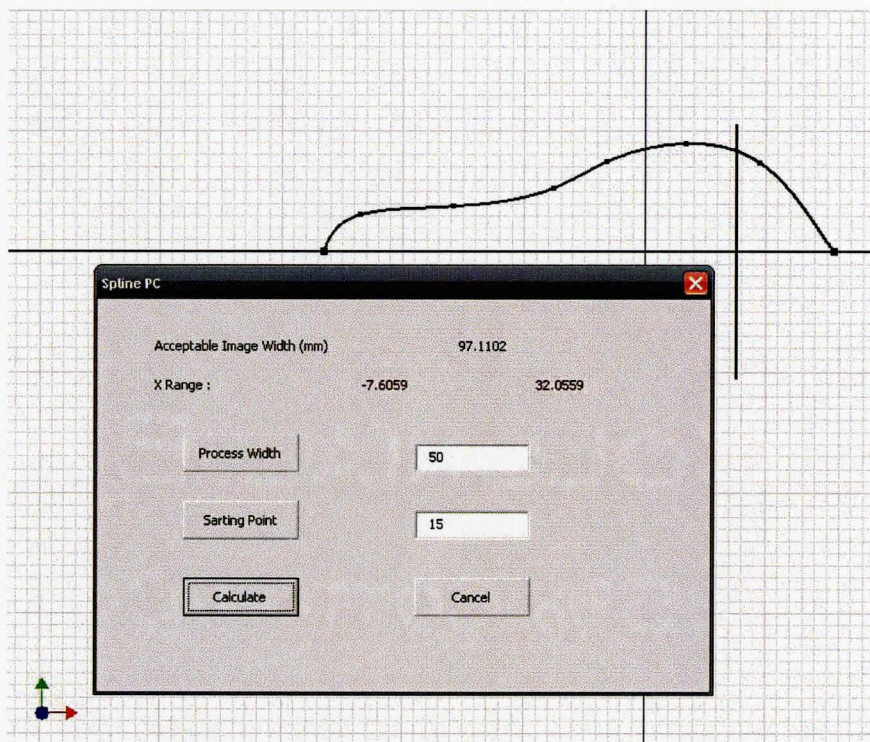 Spline PC
Acceptable Image Width (mm) 97.1102
X Range : -7.6059 32.0559
Process Width 50
Sarting Point 15
Calculate Cancel